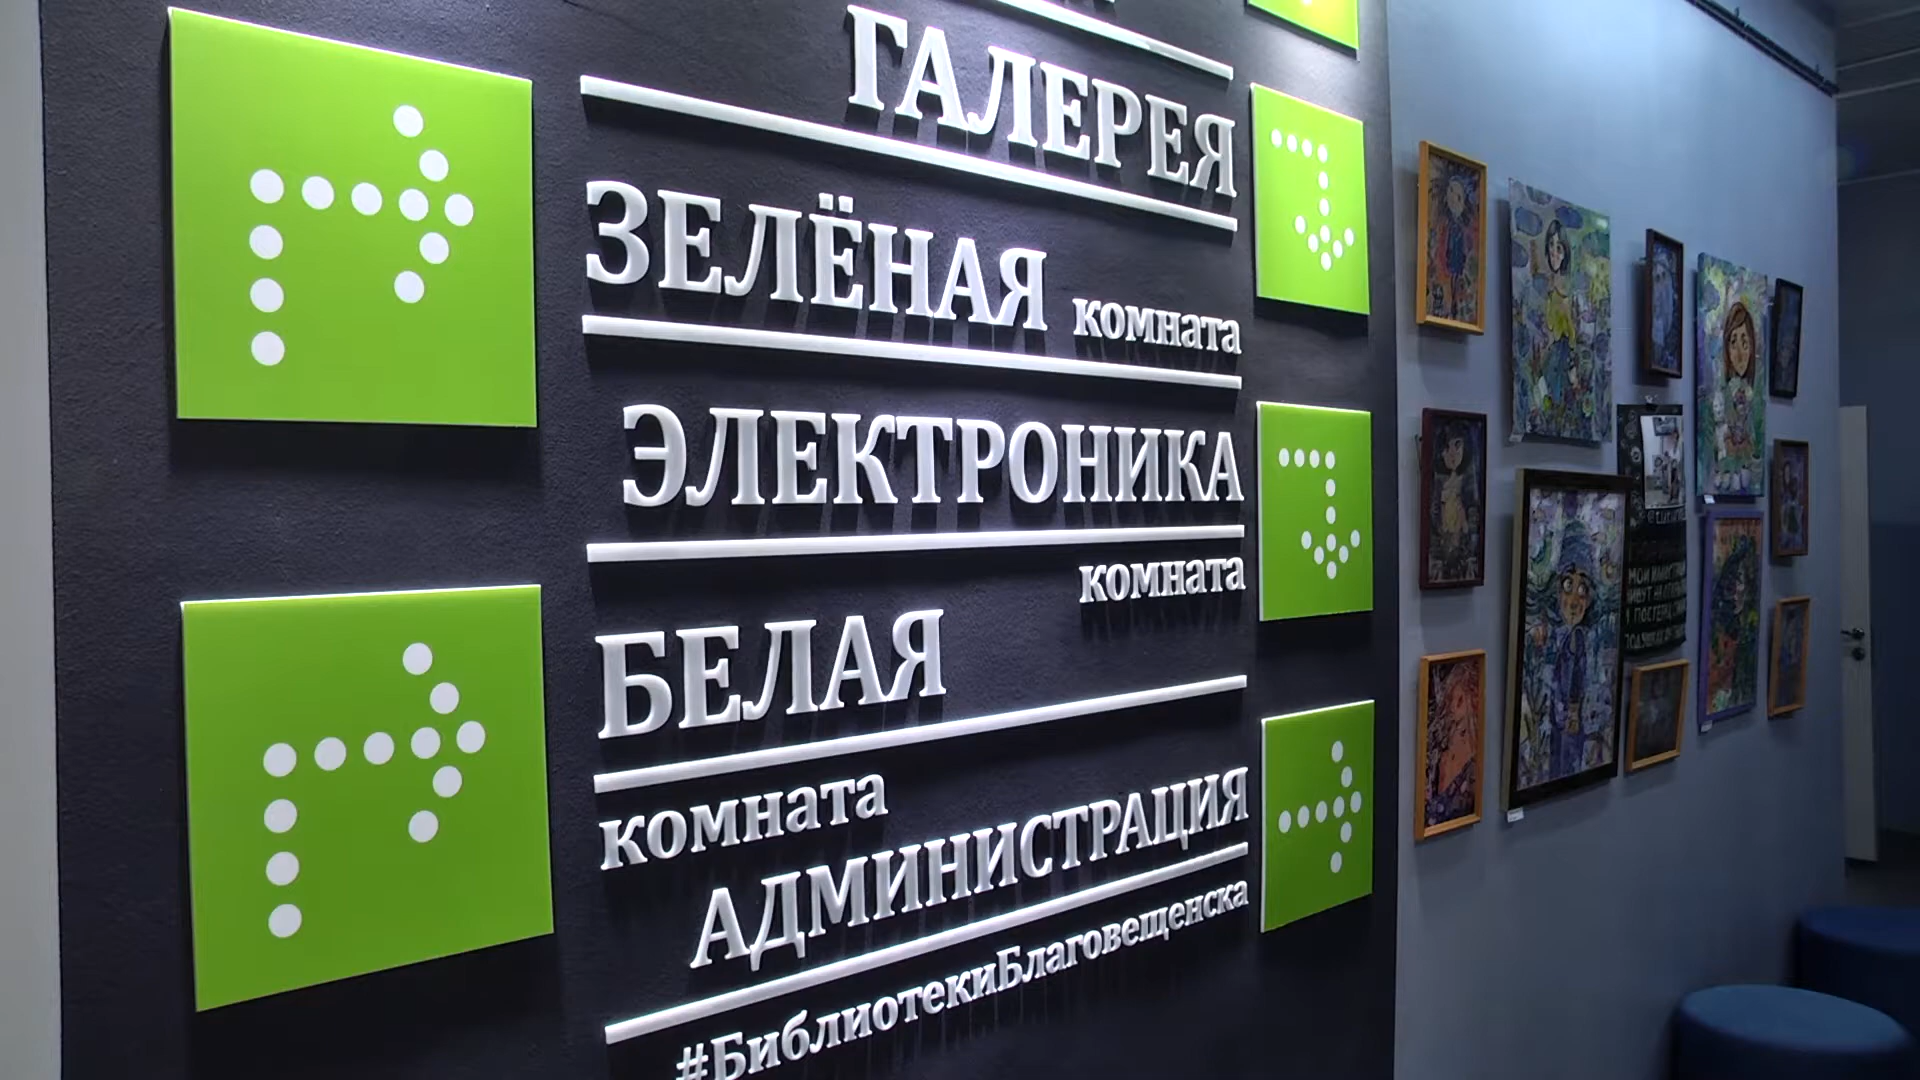 ГАЛЕРЕЯ
ЗЕЛЁНАЯ комната
ЭЛЕКТРОНИКА
комната
БЕЛАЯ
комната
АДМИНИСТРАЦИЯ
#БиблиотекиБлаговещенска